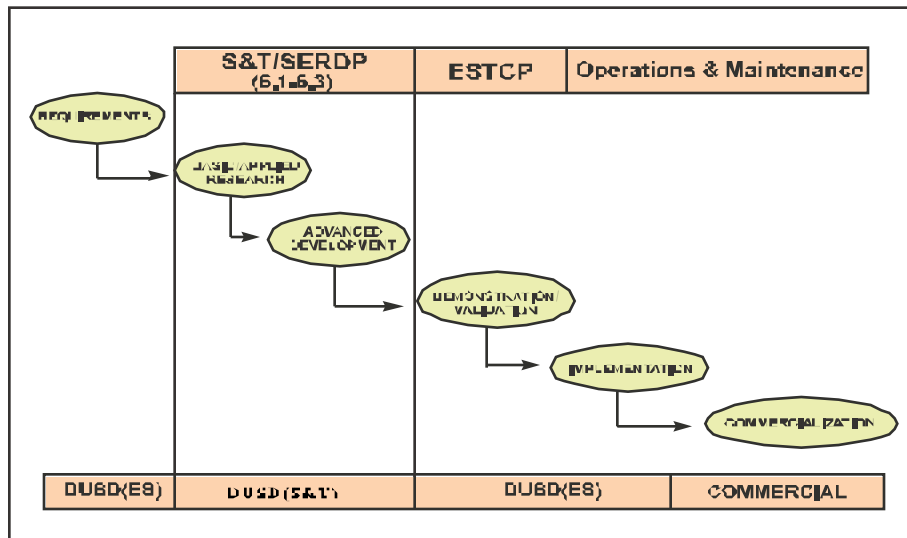 S&T/SERDP
(6.1-6.3)
ESTCP
Operations & Maintenance
REQUIREMENTS
BASIC/APPLIED
RESEARCH
ADVANCED
DEVELOPMENT
DEMONSTRATION/
VALIDATION
IMPLEMENTATION
COMMERCIALIZATION
DUSD(ES)
DUSD(S&T)
DUSD(ES)
COMMERCIAL